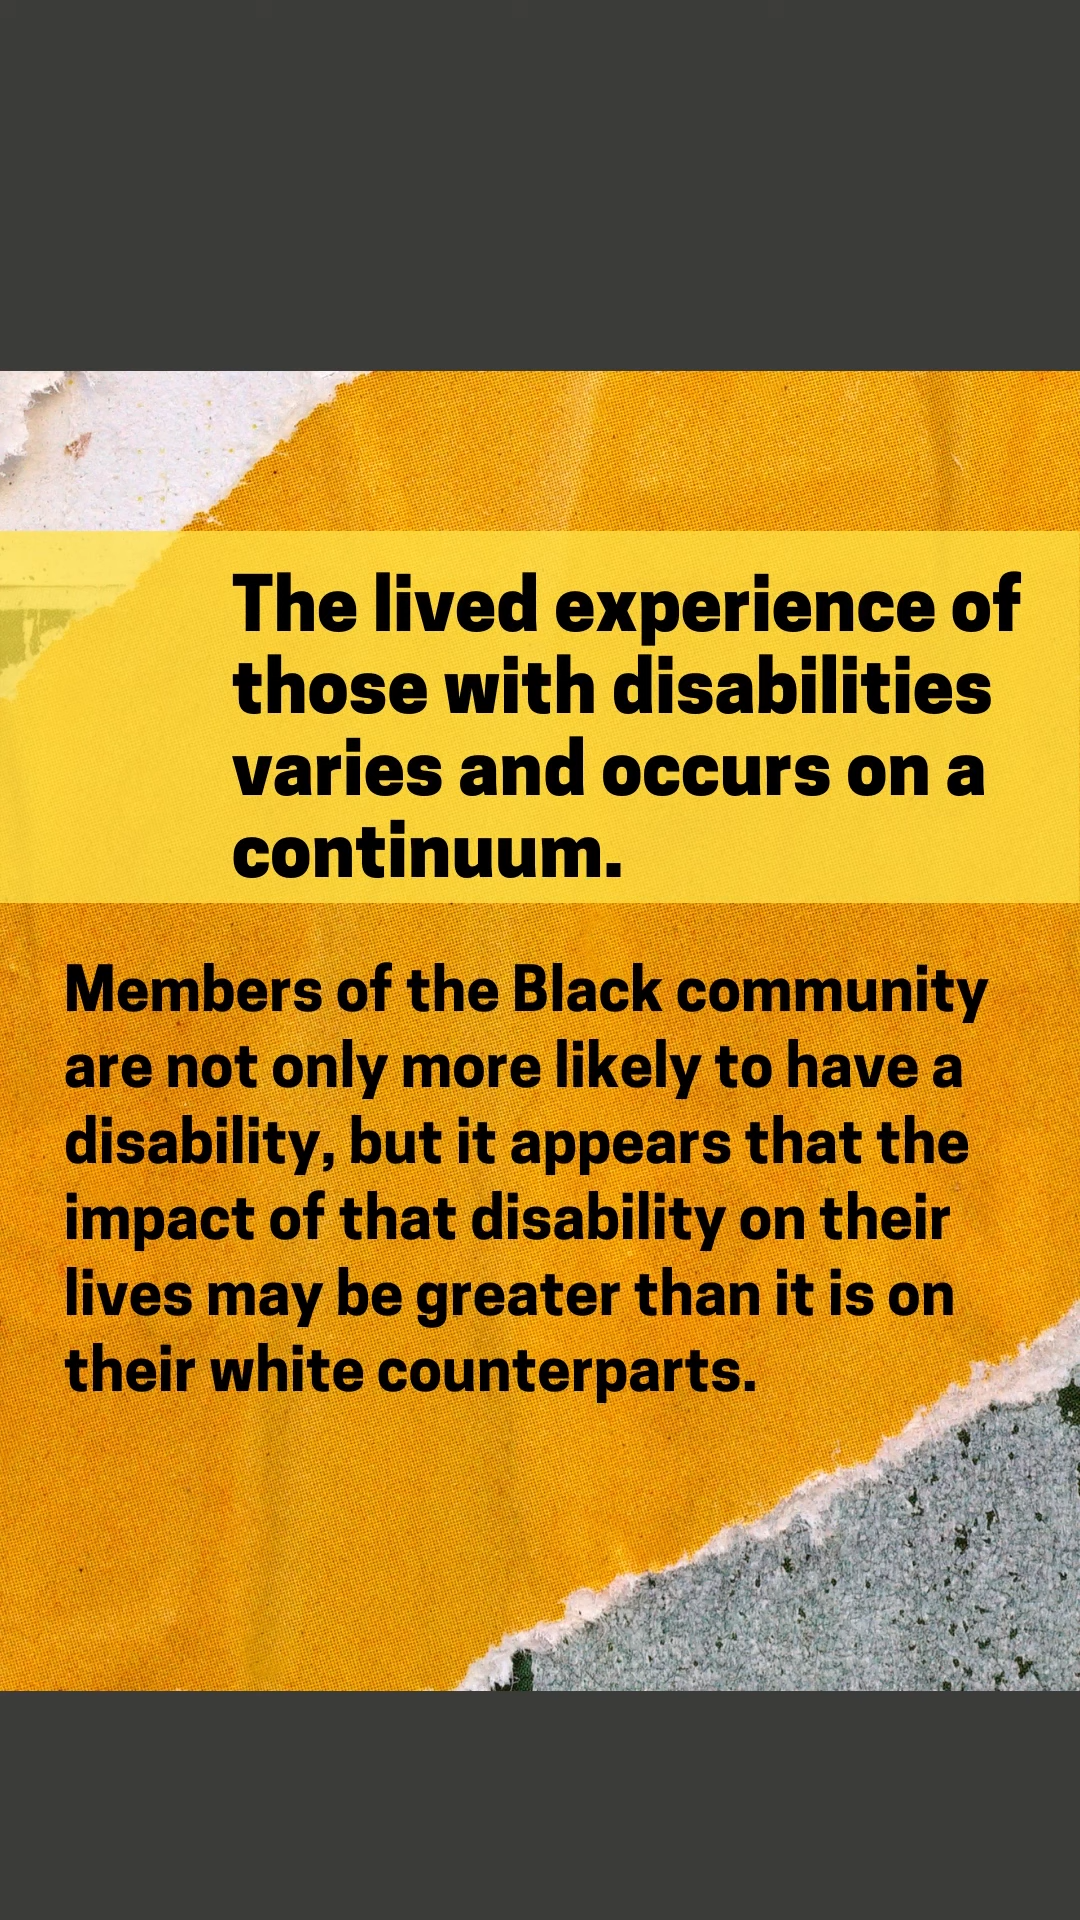 The lived experience of
those with disabilities
varies and occurs on a
continuum.
Members of the Black community
are not only more likely to have a
disability, but it appears that the
impact of that disability on their
lives may be greater than it is on
their white counterparts.